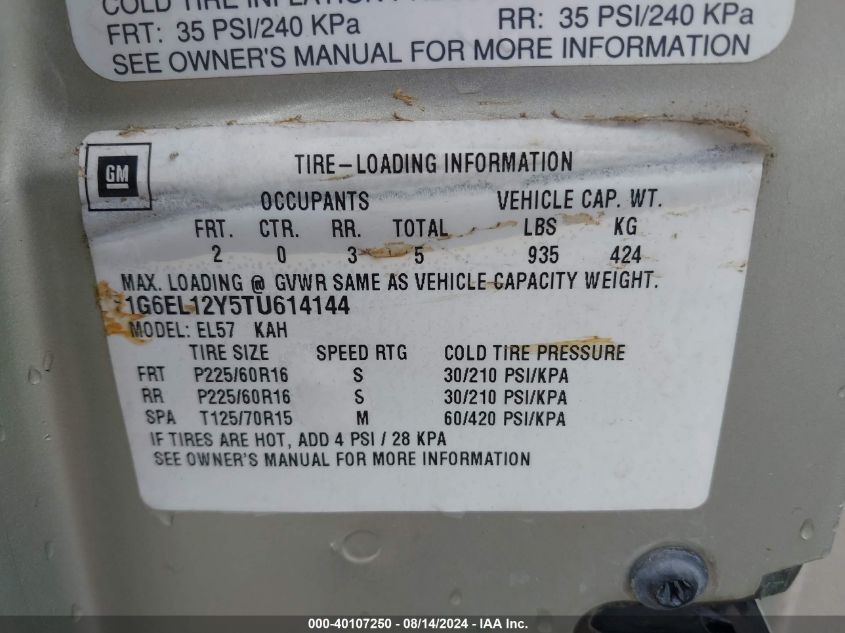 COLD TIRE INFLATION
FRT: 35 PSI/240 KPa RR: 35 PSI/240 KPa
SEE OWNER'S MANUAL FOR MORE INFORMATION
GM
TIRE-LOADING INFORMATION
OCCUPANTS VEHICLE CAP. WT.
FRT. CTR. RR. TOTAL LBS KG
2 0 3 5 935 424
MAX. LOADING @ GVWR SAME AS VEHICLE CAPACITY WEIGHT.
1G6EL12Y5TU614144
MODEL: EL57 KAH
TIRE SIZE SPEED RTG COLD TIRE PRESSURE
FRT P225/60R16 S 30/210 PSI/KPA
RR P225/60R16 S 30/210 PSI/KPA
SPA T125/70R15 M 60/420 PSI/KPA
IF TIRES ARE HOT, ADD 4 PSI / 28 KPA
SEE OWNER'S MANUAL FOR MORE INFORMATION
000-40107250 - 08/14/2024 - IAA Inc.